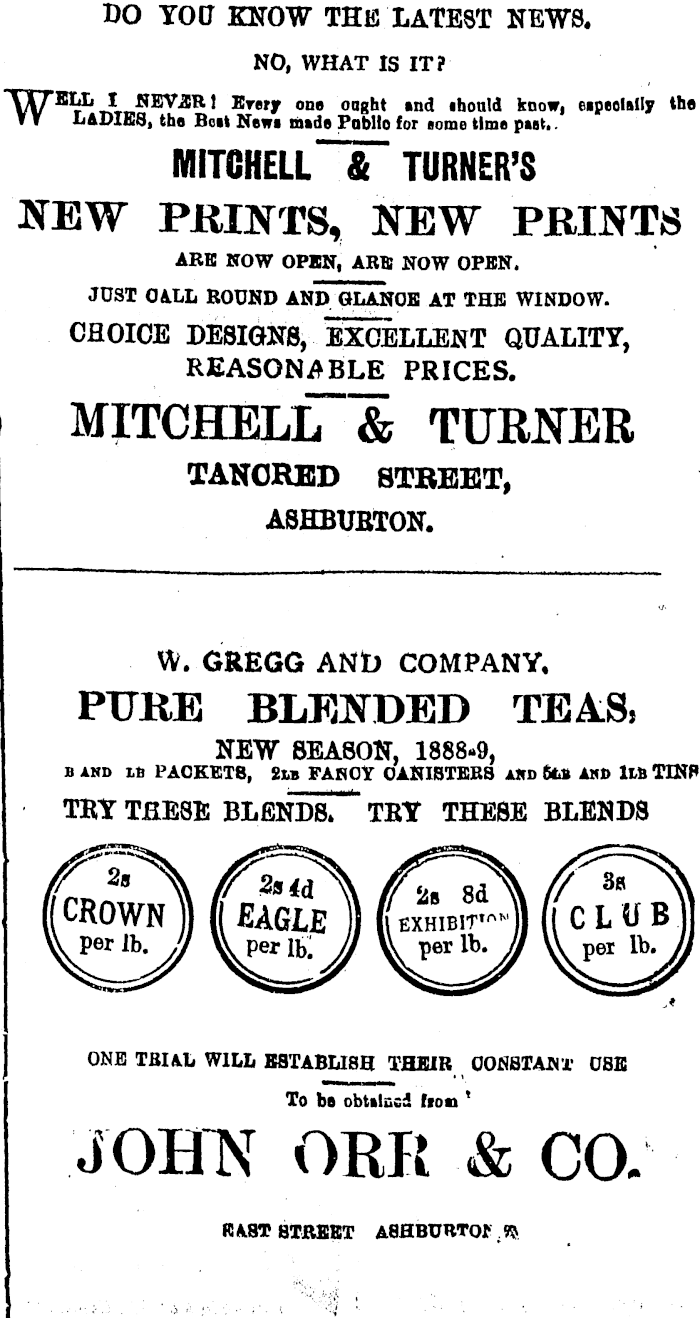 DO YOU KNOW THE LATEST NEWS.
NO, WHAT IS IT?
WELL I NEVER! Every one ought and should know, especially the
LADIES, the Best News made Public for some time past.
MITCHELL & TURNER'S
NEW PRINTS, NEW PRINTS
ARE NOW OPEN, ARE NOW OPEN.
JUST CALL ROUND AND GLANCE AT THE WINDOW.
CHOICE DESIGNS, EXCELLENT QUALITY,
REASONABLE PRICES.
MITCHELL & TURNER
TANCRED STREET,
ASHBURTON.
W. GREGG AND COMPANY.
PURE BLENDED TEAS,
NEW SEASON, 1888-9,
B AND LB PACKETS, 2LB FANCY CANISTERS AND 5LB AND 1LB TINS
TRY THESE BLENDS. TRY THESE BLENDS
2s
CROWN
per lb.
2s 4d
EAGLE
per lb.
2s 8d
EXHIBITION
per lb.
3s
CLUB
per lb.
ONE TRIAL WILL ESTABLISH THEIR CONSTANT USE
To be obtained from
JOHN ORR & CO.
EAST STREET ASHBURTON